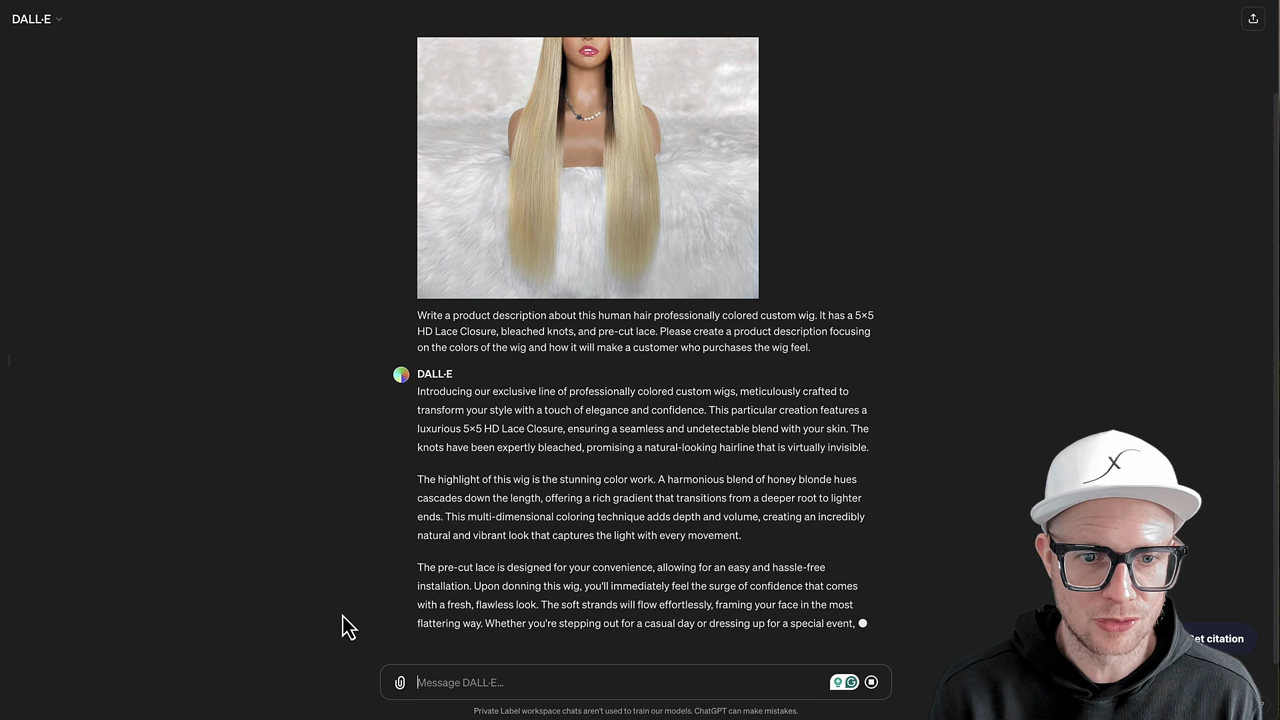 DALL·E
Write a product description about this human hair professionally colored custom wig. It has a 5×5
HD Lace Closure, bleached knots, and pre-cut lace. Please create a product description focusing
on the colors of the wig and how it will make a customer who purchases the wig feel.
DALL·E
Introducing our exclusive line of professionally colored custom wigs, meticulously crafted to
transform your style with a touch of elegance and confidence. This particular creation features a
luxurious 5×5 HD Lace Closure, ensuring a seamless and undetectable blend with your skin. The
knots have been expertly bleached, promising a natural-looking hairline that is virtually invisible.
The highlight of this wig is the stunning color work. A harmonious blend of honey blonde hues
cascades down the length, offering a rich gradient that transitions from a deeper root to lighter
ends. This multi-dimensional coloring technique adds depth and volume, creating an incredibly
natural and vibrant look that captures the light with every movement.
The pre-cut lace is designed for your convenience, allowing for an easy and hassle-free
installation. Upon donning this wig, you'll immediately feel the surge of confidence that comes
with a fresh, flawless look. The soft strands will flow effortlessly, framing your face in the most
flattering way. Whether you're stepping out for a casual day or dressing up for a special event,
et citation
Message DALL·E...
Private Label workspace chats aren't used to train our models. ChatGPT can make mistakes.